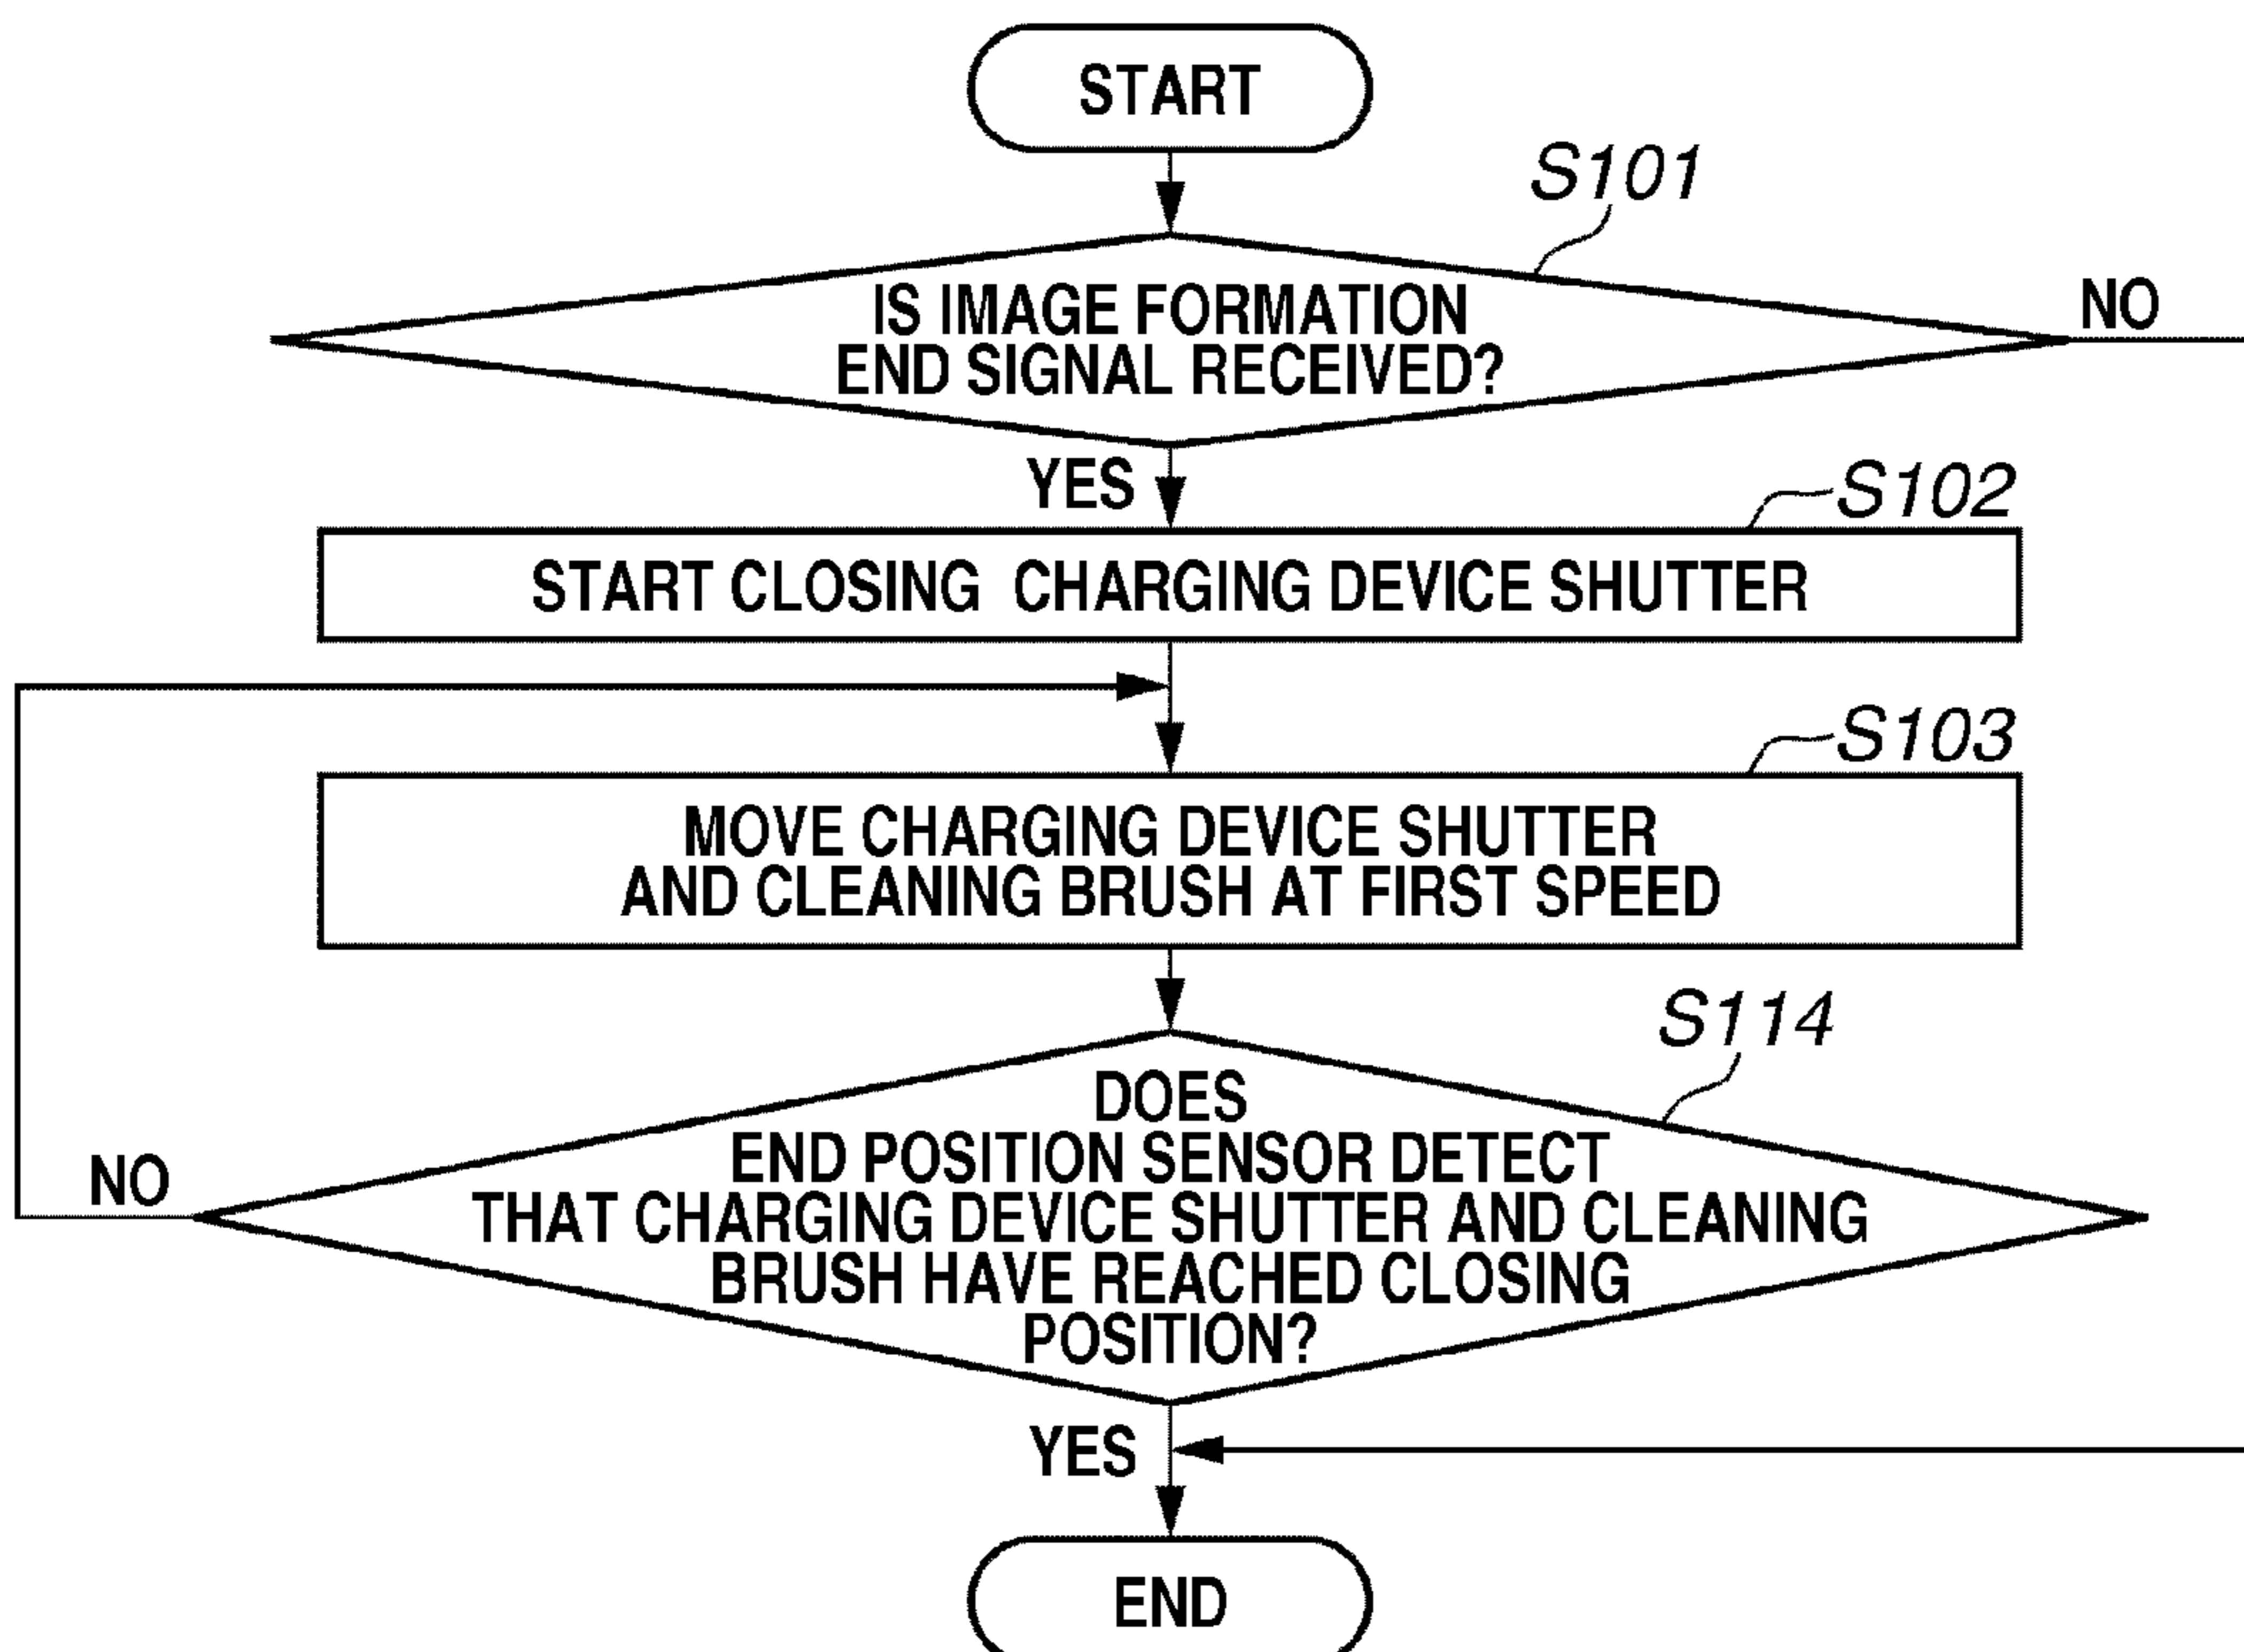 START
S101
IS IMAGE FORMATION
END SIGNAL RECEIVED?
NO
YES
S102
START CLOSING CHARGING DEVICE SHUTTER
S103
MOVE CHARGING DEVICE SHUTTER
AND CLEANING BRUSH AT FIRST SPEED
S114
DOES
END POSITION SENSOR DETECT
THAT CHARGING DEVICE SHUTTER AND CLEANING
BRUSH HAVE REACHED CLOSING
POSITION?
NO
YES
END